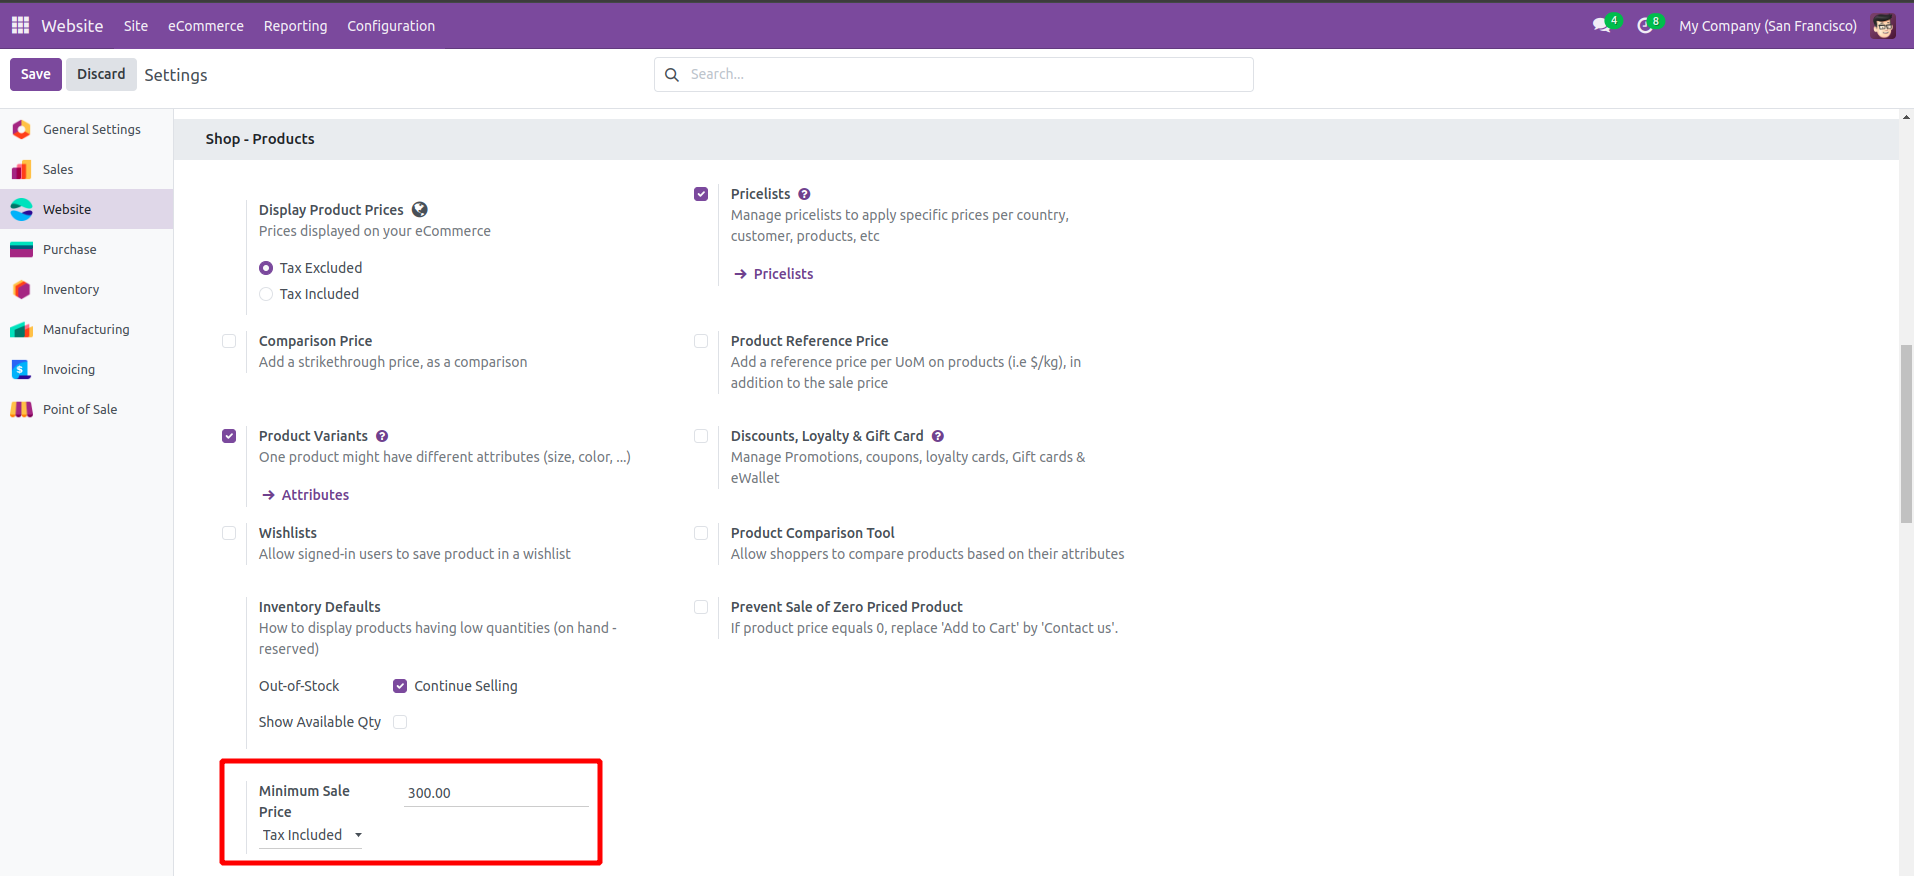 Website Site eCommerce Reporting Configuration 4 8 My Company (San Francisco)
Save Discard Settings Search...
General Settings
Sales
Website
Purchase
Inventory
Manufacturing
Invoicing
Point of Sale
Shop - Products
Display Product Prices
Prices displayed on your eCommerce
Tax Excluded
Tax Included
Pricelists ?
Manage pricelists to apply specific prices per country,
customer, products, etc
Pricelists
Comparison Price
Add a strikethrough price, as a comparison
Product Reference Price
Add a reference price per UoM on products (i.e $/kg), in
addition to the sale price
Product Variants ?
One product might have different attributes (size, color, ...)
Attributes
Discounts, Loyalty & Gift Card ?
Manage Promotions, coupons, loyalty cards, Gift cards &
eWallet
Wishlists
Allow signed-in users to save product in a wishlist
Product Comparison Tool
Allow shoppers to compare products based on their attributes
Inventory Defaults
How to display products having low quantities (on hand -
reserved)
Out-of-Stock Continue Selling
Show Available Qty
Prevent Sale of Zero Priced Product
If product price equals 0, replace 'Add to Cart' by 'Contact us'.
Minimum Sale
Price
300.00
Tax Included